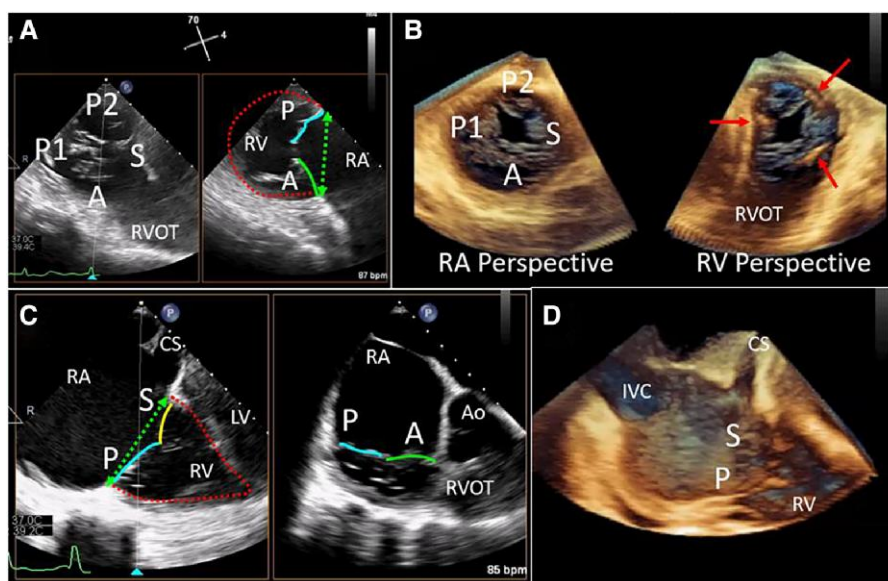 A
70
4
P
P2
P1
S
A
RVOT
R
37.0C
39.4C
P
RV
RA
A
M4
87 bpm
B
P2
P1
S
A
RA Perspective
RVOT
RV Perspective
C
P
CS
RA
S
LV
R
P
RV
37.0C
39.2C
P
RA
P
A
Ao
RVOT
85 bpm
D
CS
IVC
S
P
RV